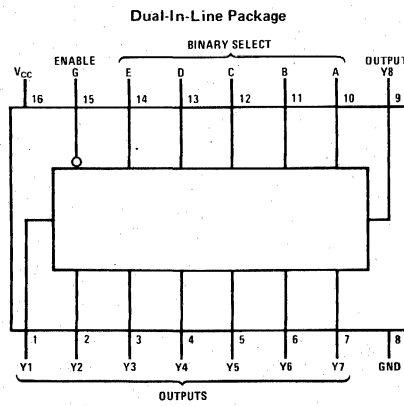 Dual-In-Line Package
BINARY SELECT
ENABLE OUTPUT
VCC G E D C B A Y8
16 15 14 13 12 11 10 9
1 2 3 4 5 6 7 8
Y1 Y2 Y3 Y4 Y5 Y6 Y7 GND
OUTPUTS